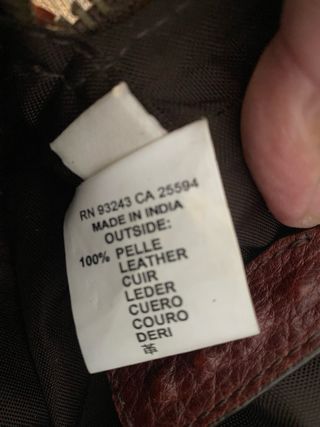 RN 93243 CA 25594
MADE IN INDIA
OUTSIDE:
100% PELLE
LEATHER
CUIR
LEDER
CUERO
COURO
DERI
革